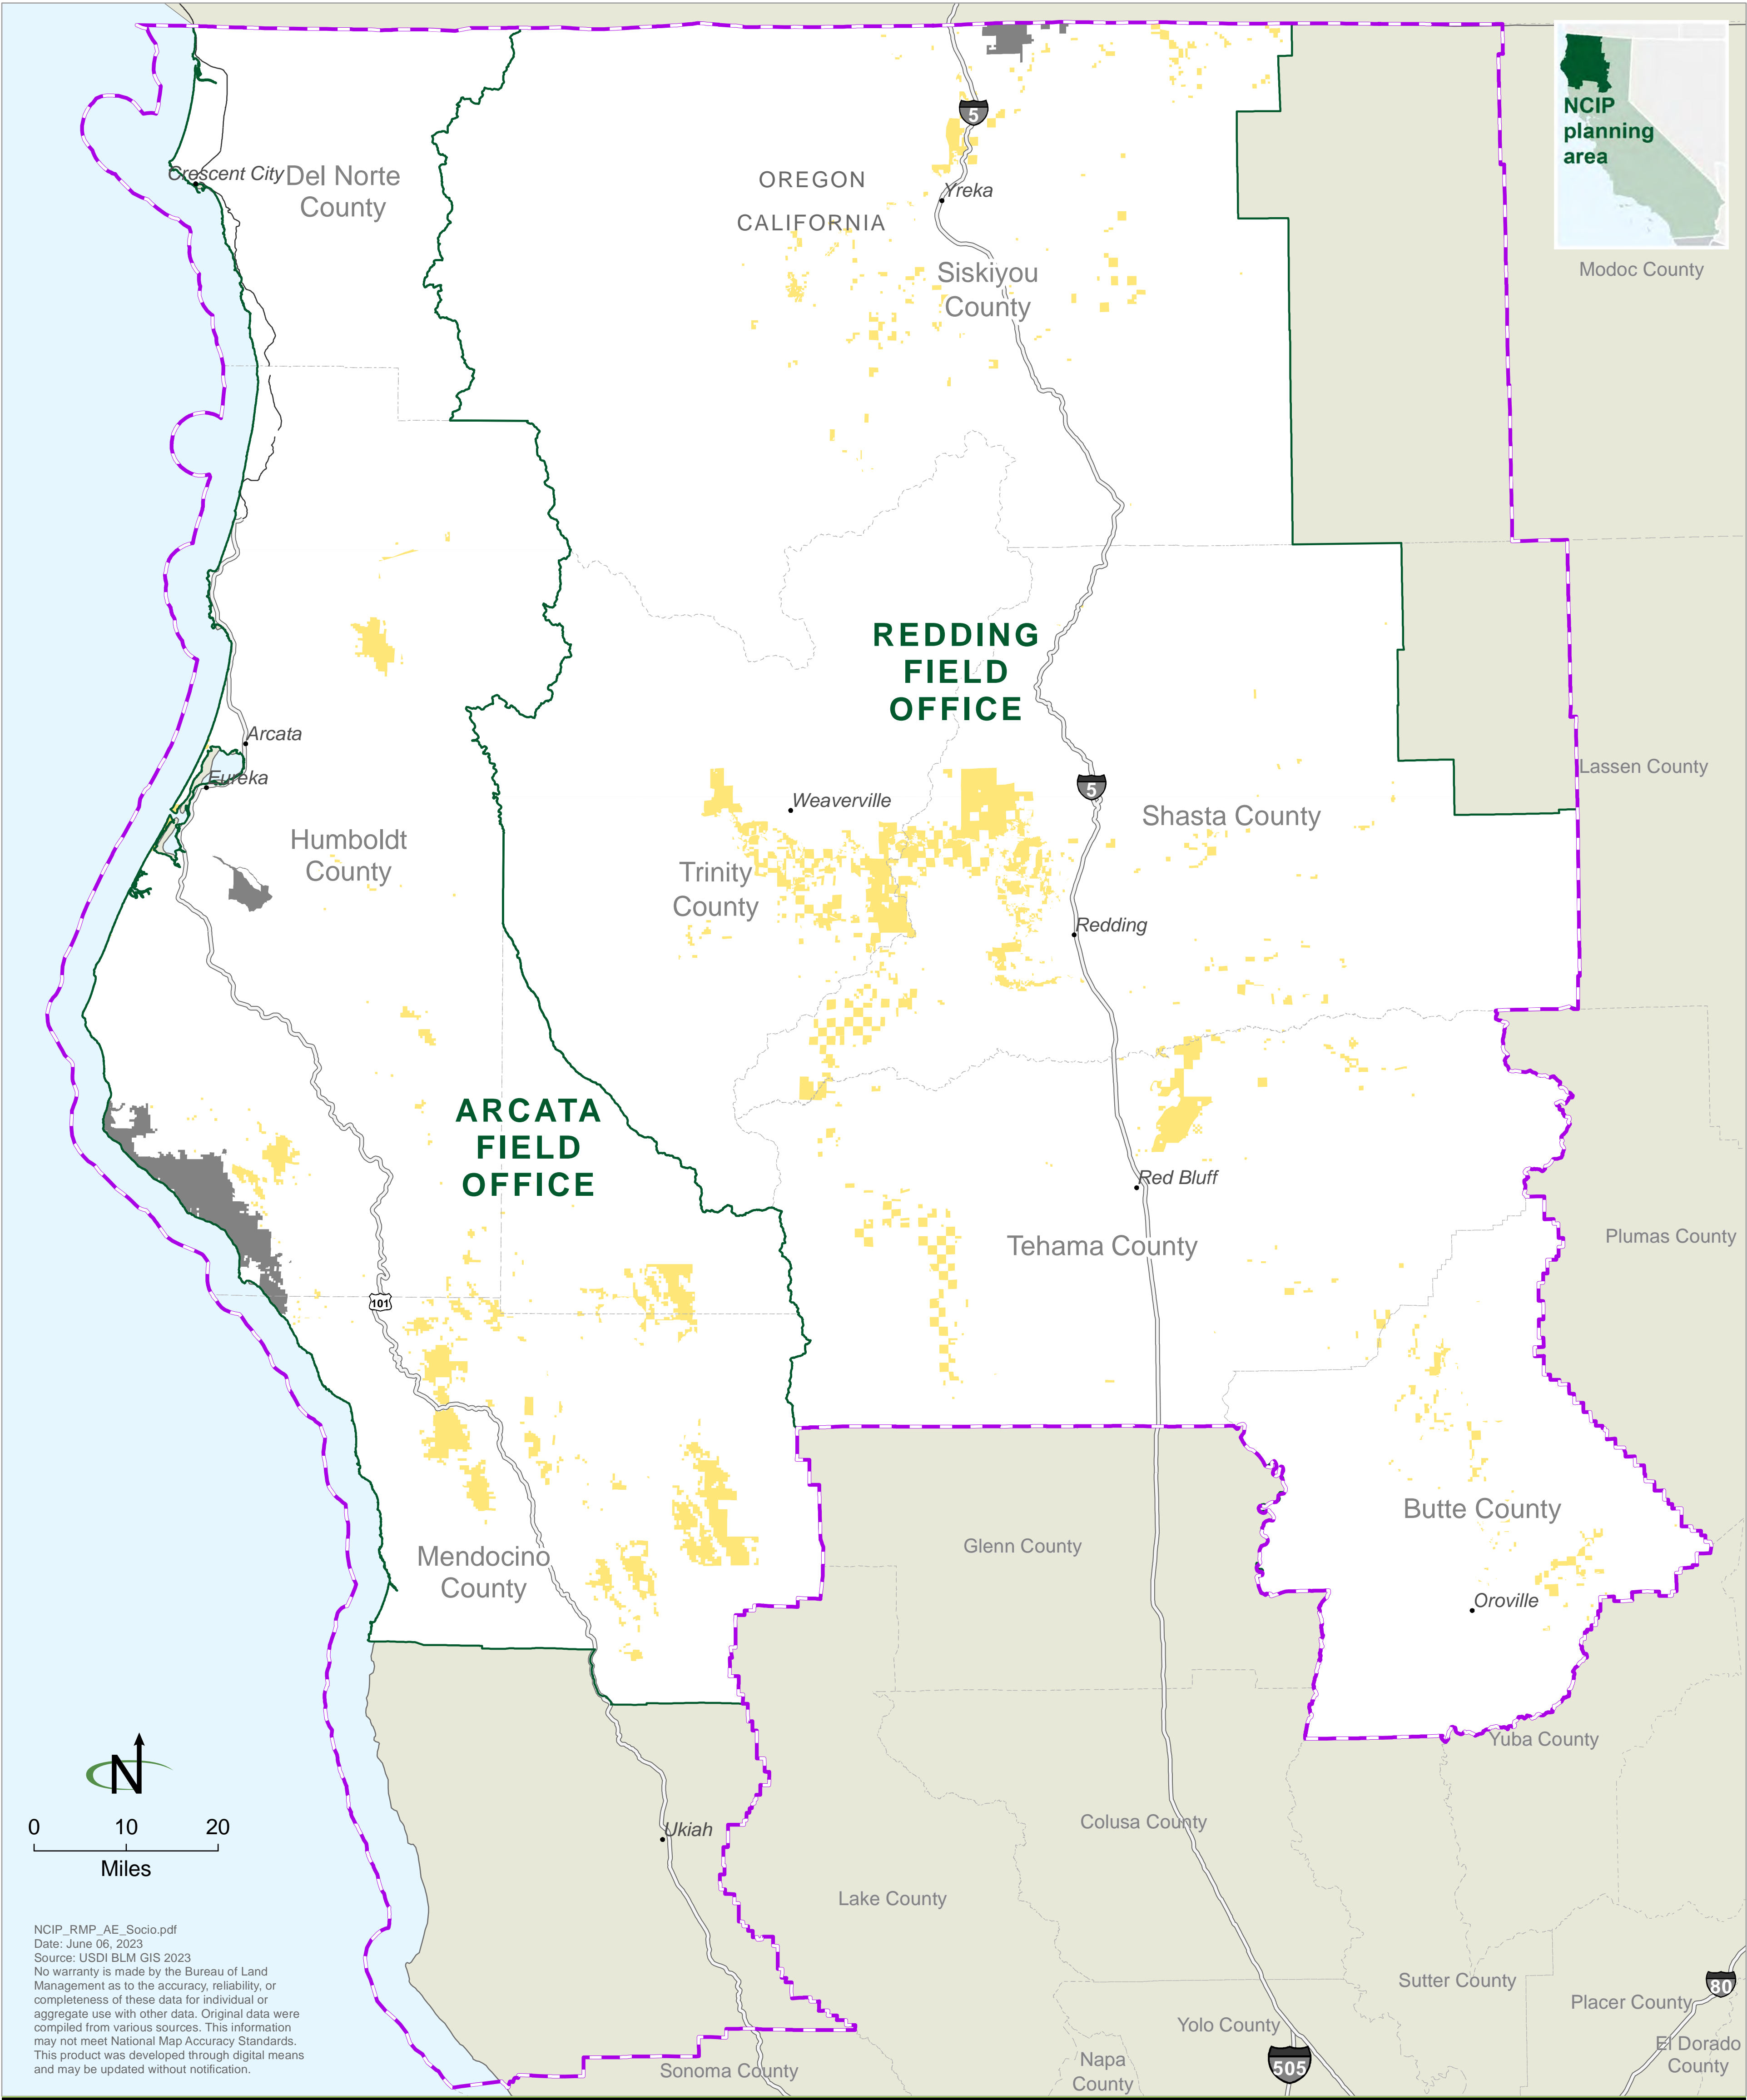 5
NCIP
planning
area
Crescent City
Del Norte
County
OREGON
CALIFORNIA
Yreka
Siskiyou
County
Modoc County
REDDING
FIELD
OFFICE
Arcata
Eureka
Weaverville
5
Lassen County
Shasta County
Humboldt
County
Trinity
County
Redding
ARCATA
FIELD
OFFICE
Red Bluff
Tehama County
Plumas County
101
Butte County
Glenn County
Mendocino
County
Oroville
Yuba County
N
0 10 20
Miles
Ukiah
Colusa County
Lake County
Sutter County
80
Placer County
Yolo County
El Dorado
County
505
Napa
County
Sonoma County
NCIP_RMP_AE_Socio.pdf
Date: June 06, 2023
Source: USDI BLM GIS 2023
No warranty is made by the Bureau of Land
Management as to the accuracy, reliability, or
completeness of these data for individual or
aggregate use with other data. Original data were
compiled from various sources. This information
may not meet National Map Accuracy Standards.
This product was developed through digital means
and may be updated without notification.